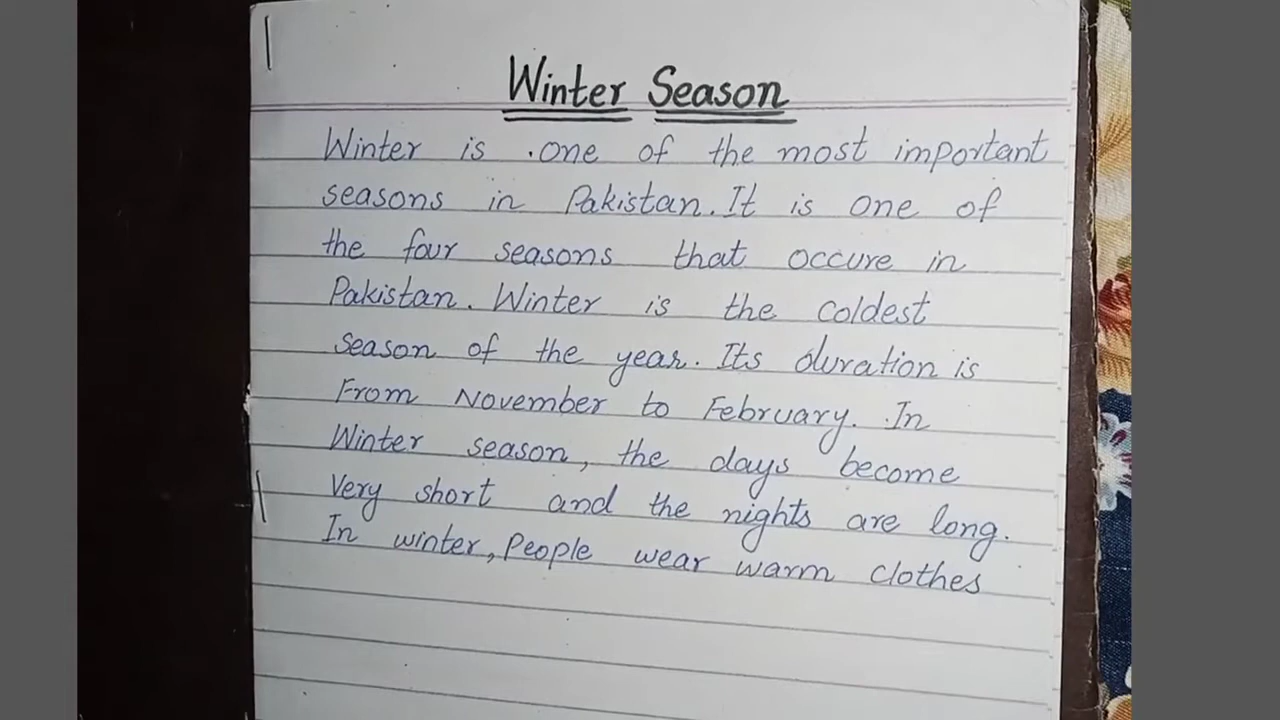 Winter Season
Winter is one of the most important
seasons in Pakistan. It is one of
the four seasons that occure in
Pakistan. Winter is the coldest
season of the year. Its duration is
From November to February. In
Winter season, the days become
Very short and the nights are long.
In winter, People wear warm clothes